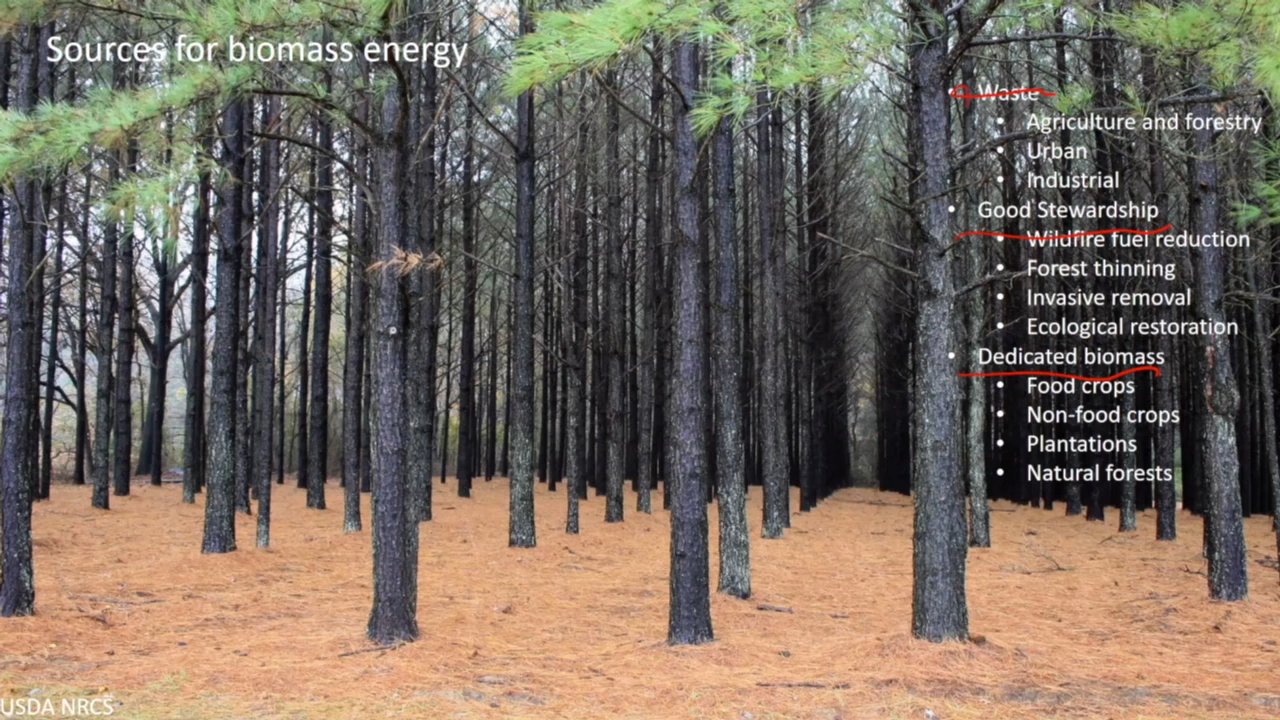 Sources for biomass energy
• Waste
• Agriculture and forestry
• Urban
• Industrial
• Good Stewardship
• Wildfire fuel reduction
• Forest thinning
• Invasive removal
• Ecological restoration
• Dedicated biomass
• Food crops
• Non-food crops
• Plantations
• Natural forests
USDA NRCS